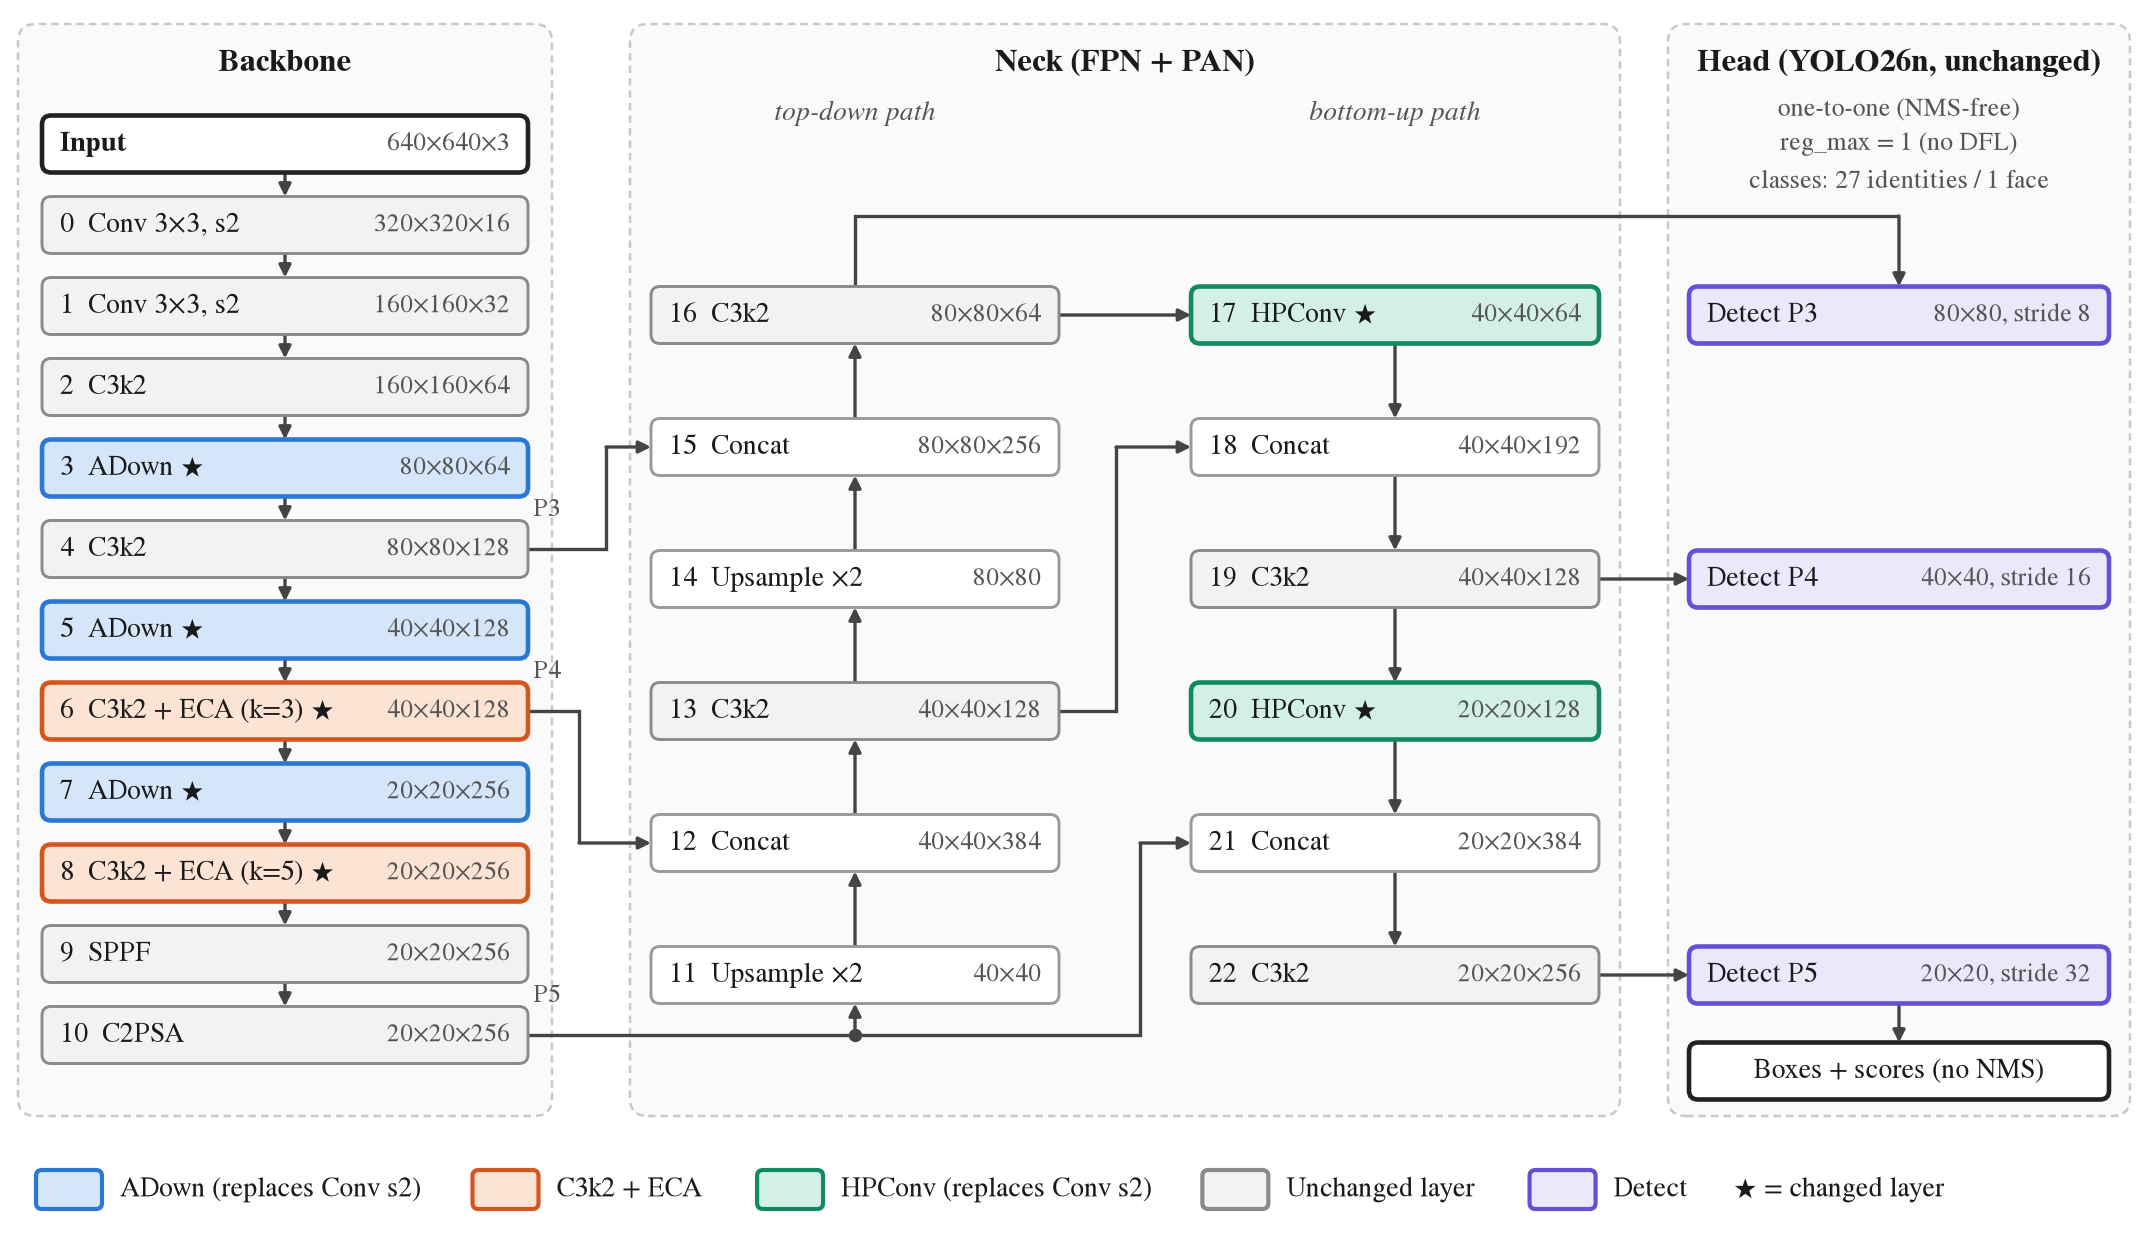 Backbone
Input 640×640×3
0 Conv 3×3, s2 320×320×16
1 Conv 3×3, s2 160×160×32
2 C3k2 160×160×64
3 ADown ★ 80×80×64
P3
4 C3k2 80×80×128
5 ADown ★ 40×40×128
P4
6 C3k2 + ECA (k=3) ★ 40×40×128
7 ADown ★ 20×20×256
8 C3k2 + ECA (k=5) ★ 20×20×256
9 SPPF 20×20×256
P5
10 C2PSA 20×20×256
Neck (FPN + PAN)
top-down path
16 C3k2 80×80×64
15 Concat 80×80×256
14 Upsample ×2 80×80
13 C3k2 40×40×128
12 Concat 40×40×384
11 Upsample ×2 40×40
bottom-up path
17 HPConv ★ 40×40×64
18 Concat 40×40×192
19 C3k2 40×40×128
20 HPConv ★ 20×20×128
21 Concat 20×20×384
22 C3k2 20×20×256
Head (YOLO26n, unchanged)
one-to-one (NMS-free)
reg_max = 1 (no DFL)
classes: 27 identities / 1 face
Detect P3 80×80, stride 8
Detect P4 40×40, stride 16
Detect P5 20×20, stride 32
Boxes + scores (no NMS)
ADown (replaces Conv s2)
C3k2 + ECA
HPConv (replaces Conv s2)
Unchanged layer
Detect
★ = changed layer